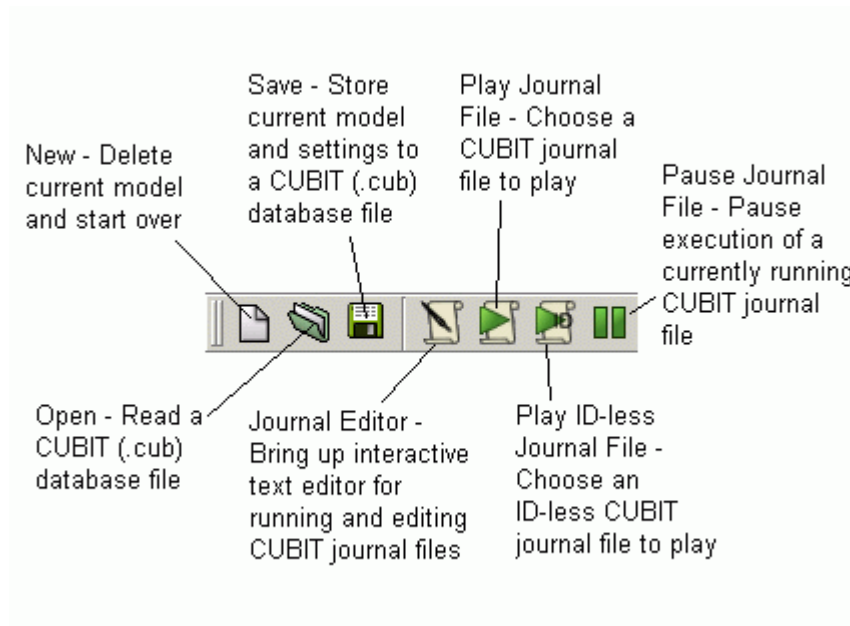 New - Delete
current model
and start over
Save - Store
current model
and settings to
a CUBIT (.cub)
database file
Play Journal
File - Choose a
CUBIT journal
file to play
Pause Journal
File - Pause
execution of a
currently running
CUBIT journal
file
Open - Read a
CUBIT (.cub)
database file
Journal Editor -
Bring up interactive
text editor for
running and editing
CUBIT journal files
Play ID-less
Journal File -
Choose an
ID-less CUBIT
journal file to play